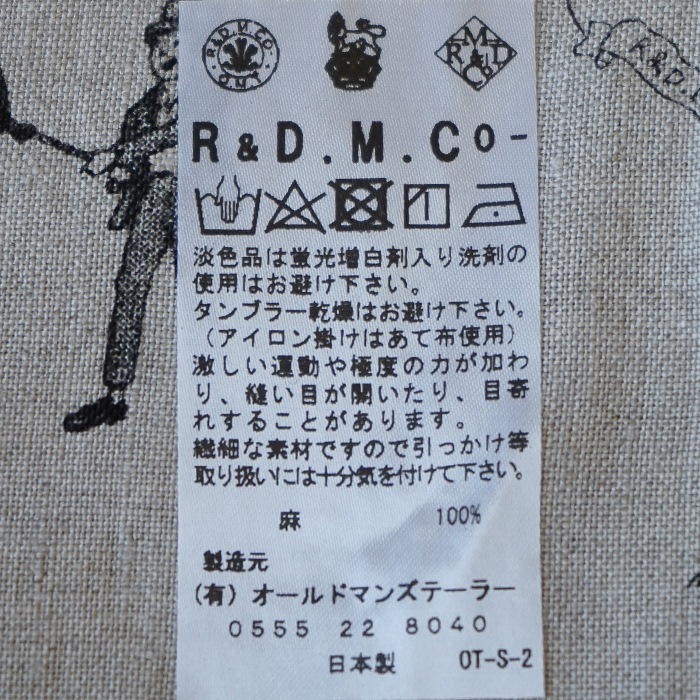 R&D.M.CO.
O.M.T.
R M D & Co
R&D.
R & D . M . Co -
淡色品は蛍光増白剤入り洗剤の
使用はお避け下さい。
タンブラー乾燥はお避け下さい。
(アイロン掛けはあて布使用)
激しい運動や極度の力が加わ
り、縫い目が開いたり、目寄
れすることがあります。
繊細な素材ですので引っかけ等
取り扱いには十分気を付けて下さい。
麻 100%
製造元
(有) オールドマンズテーラー
0555 22 8040
日本製 OT-S-2